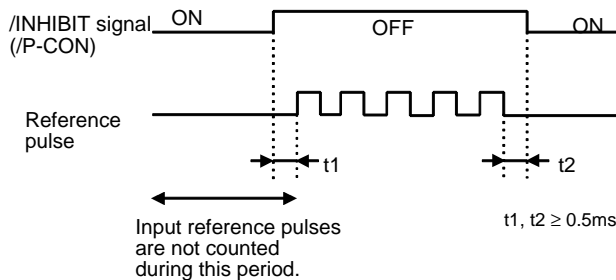 /INHIBIT signal
(/P-CON)
ON
OFF
ON
Reference
pulse
t1
t2
Input reference pulses
are not counted
during this period.
t1, t2 ≥ 0.5ms